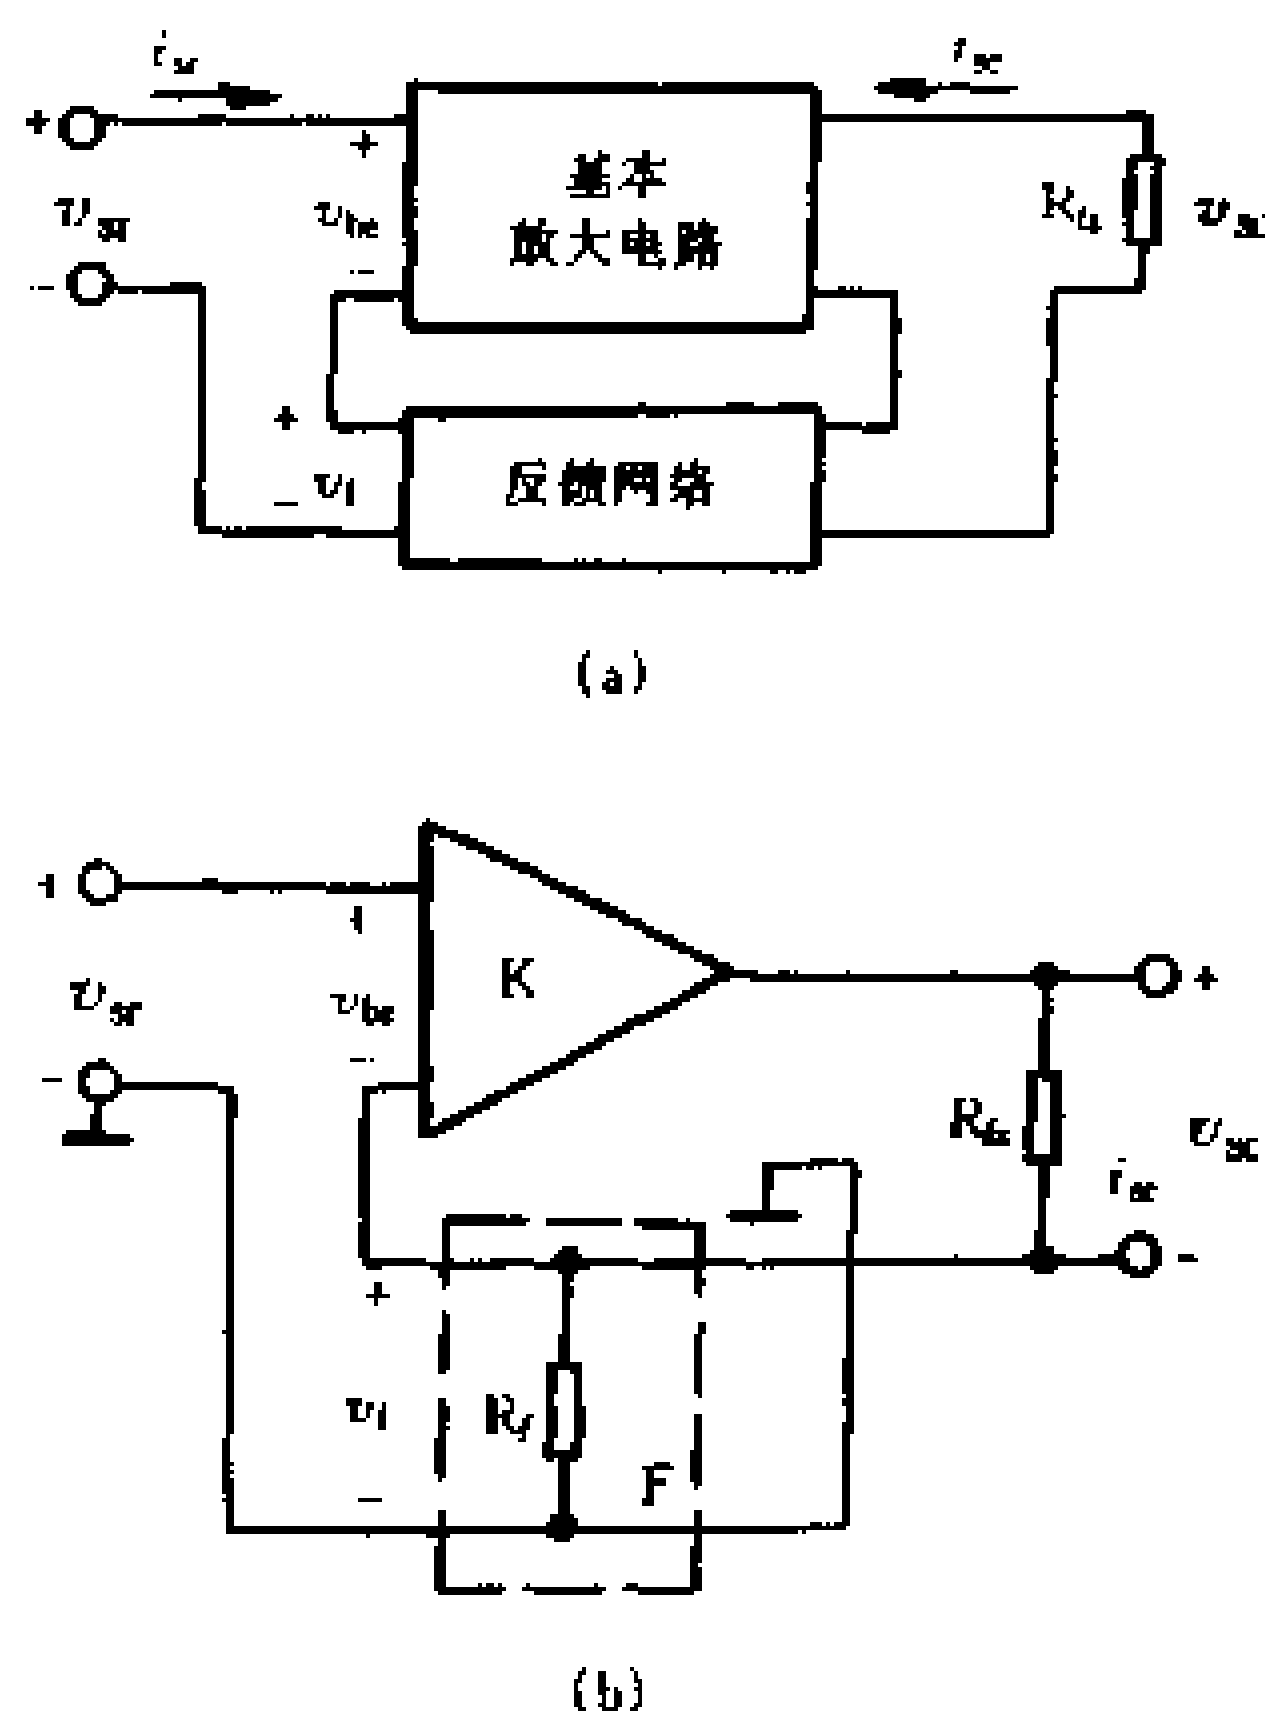 i_sr
i_sc
+
+
基本
放大电路
v_sr
v_be
R_fz
v_sc
-
-
+
反馈网络
v_f
-
(a)
+
+
K
v_sr
v_be
+
-
-
R_fz
v_sc
i_sc
-
+
v_f
R_f
F
-
(b)